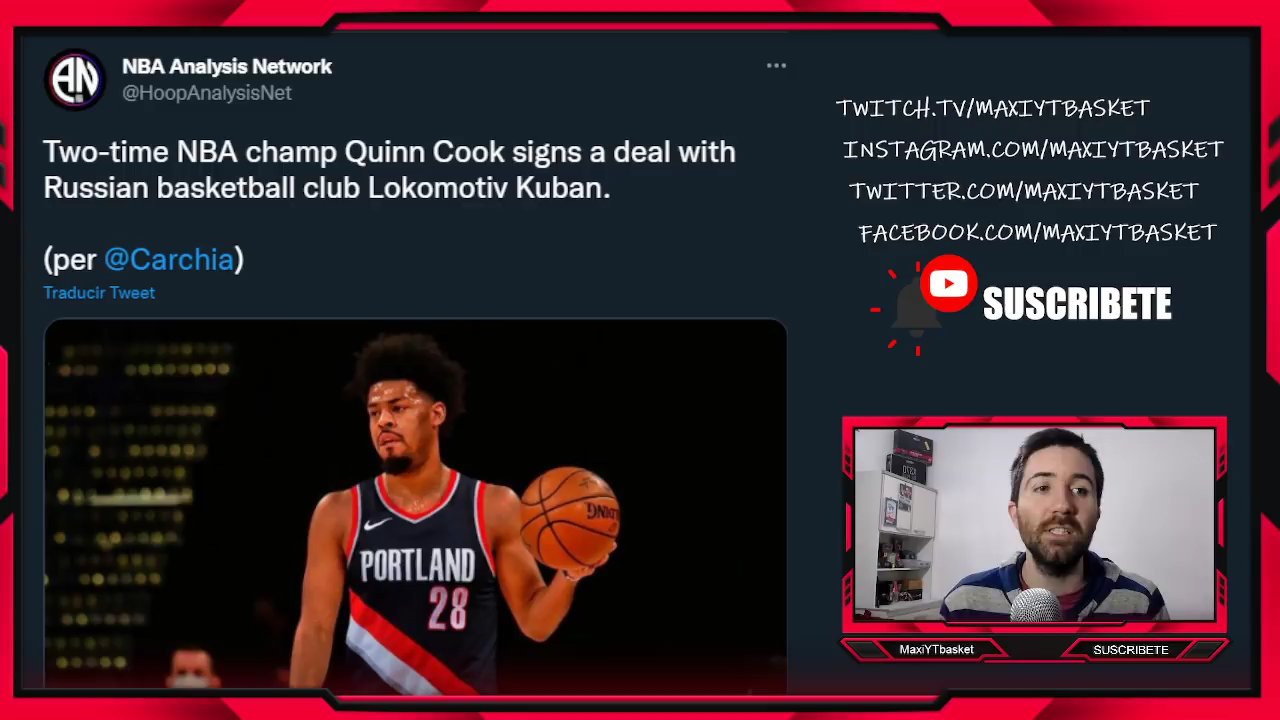 NBA Analysis Network
@HoopAnalysisNet
Two-time NBA champ Quinn Cook signs a deal with
Russian basketball club Lokomotiv Kuban.
(per @Carchia)
Traducir Tweet
PORTLAND
28
SPALDING
TWITCH.TV/MAXIYTBASKET
INSTAGRAM.COM/MAXIYTBASKET
TWITTER.COM/MAXIYTBASKET
FACEBOOK.COM/MAXIYTBASKET
SUSCRIBETE
MaxiYTbasket
SUSCRIBETE